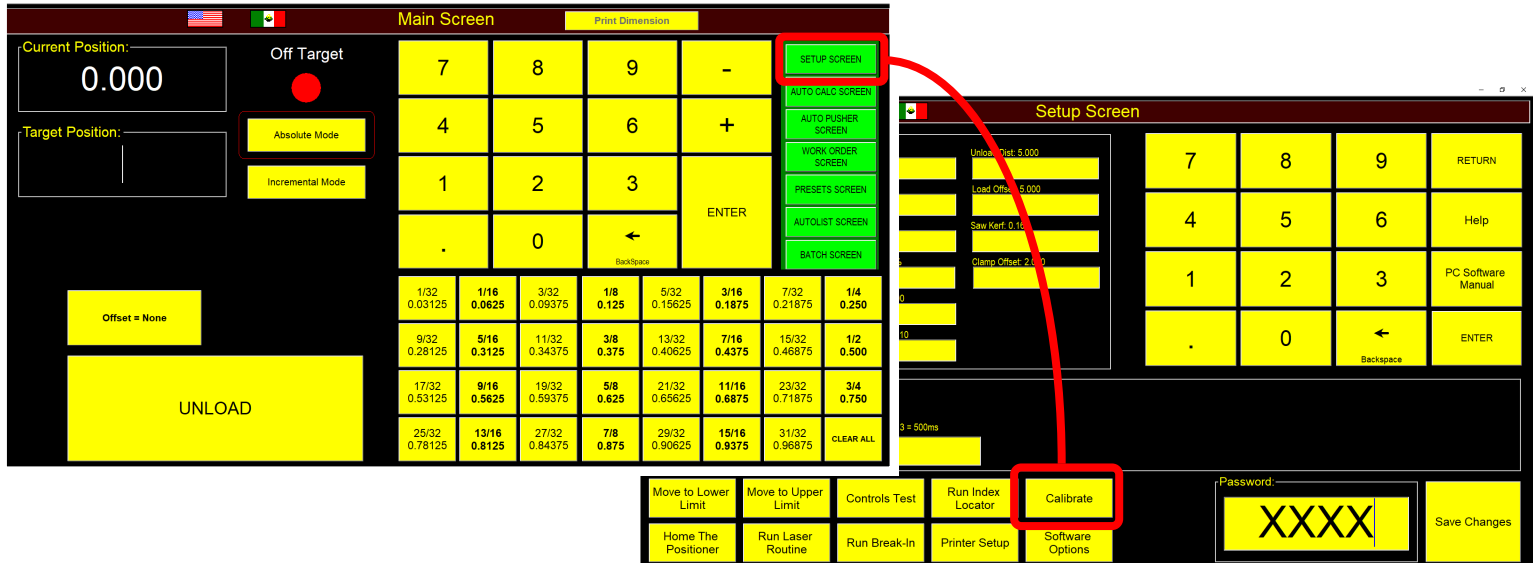 Main Screen
Print Dimension
Current Position:
0.000
Off Target
Target Position:
Absolute Mode
Incremental Mode
7 8 9 -
4 5 6 +
1 2 3
ENTER
. 0
BackSpace
SETUP SCREEN
AUTO CALC SCREEN
AUTO PUSHER
SCREEN
WORK ORDER
SCREEN
PRESETS SCREEN
AUTOLIST SCREEN
BATCH SCREEN
Offset = None
UNLOAD
1/32 1/16 3/32 1/8 5/32 3/16 7/32 1/4
0.03125 0.0625 0.09375 0.125 0.15625 0.1875 0.21875 0.250
9/32 5/16 11/32 3/8 13/32 7/16 15/32 1/2
0.28125 0.3125 0.34375 0.375 0.40625 0.4375 0.46875 0.500
17/32 9/16 19/32 5/8 21/32 11/16 23/32 3/4
0.53125 0.5625 0.59375 0.625 0.65625 0.6875 0.71875 0.750
25/32 13/16 27/32 7/8 29/32 15/16 31/32
0.78125 0.8125 0.84375 0.875 0.90625 0.9375 0.96875
CLEAR ALL
Setup Screen
Unload Dist: 5.000
Load Offset: 5.000
Saw Kerf: 0.16
Clamp Offset: 2.000
0
10
3 = 500ms
7 8 9 RETURN
4 5 6 Help
1 2 3 PC Software
Manual
. 0
Backspace
ENTER
Move to Lower
Limit
Move to Upper
Limit
Controls Test
Run Index
Locator
Calibrate
Home The
Positioner
Run Laser
Routine
Run Break-In
Printer Setup
Software
Options
Password:
XXXX
Save Changes